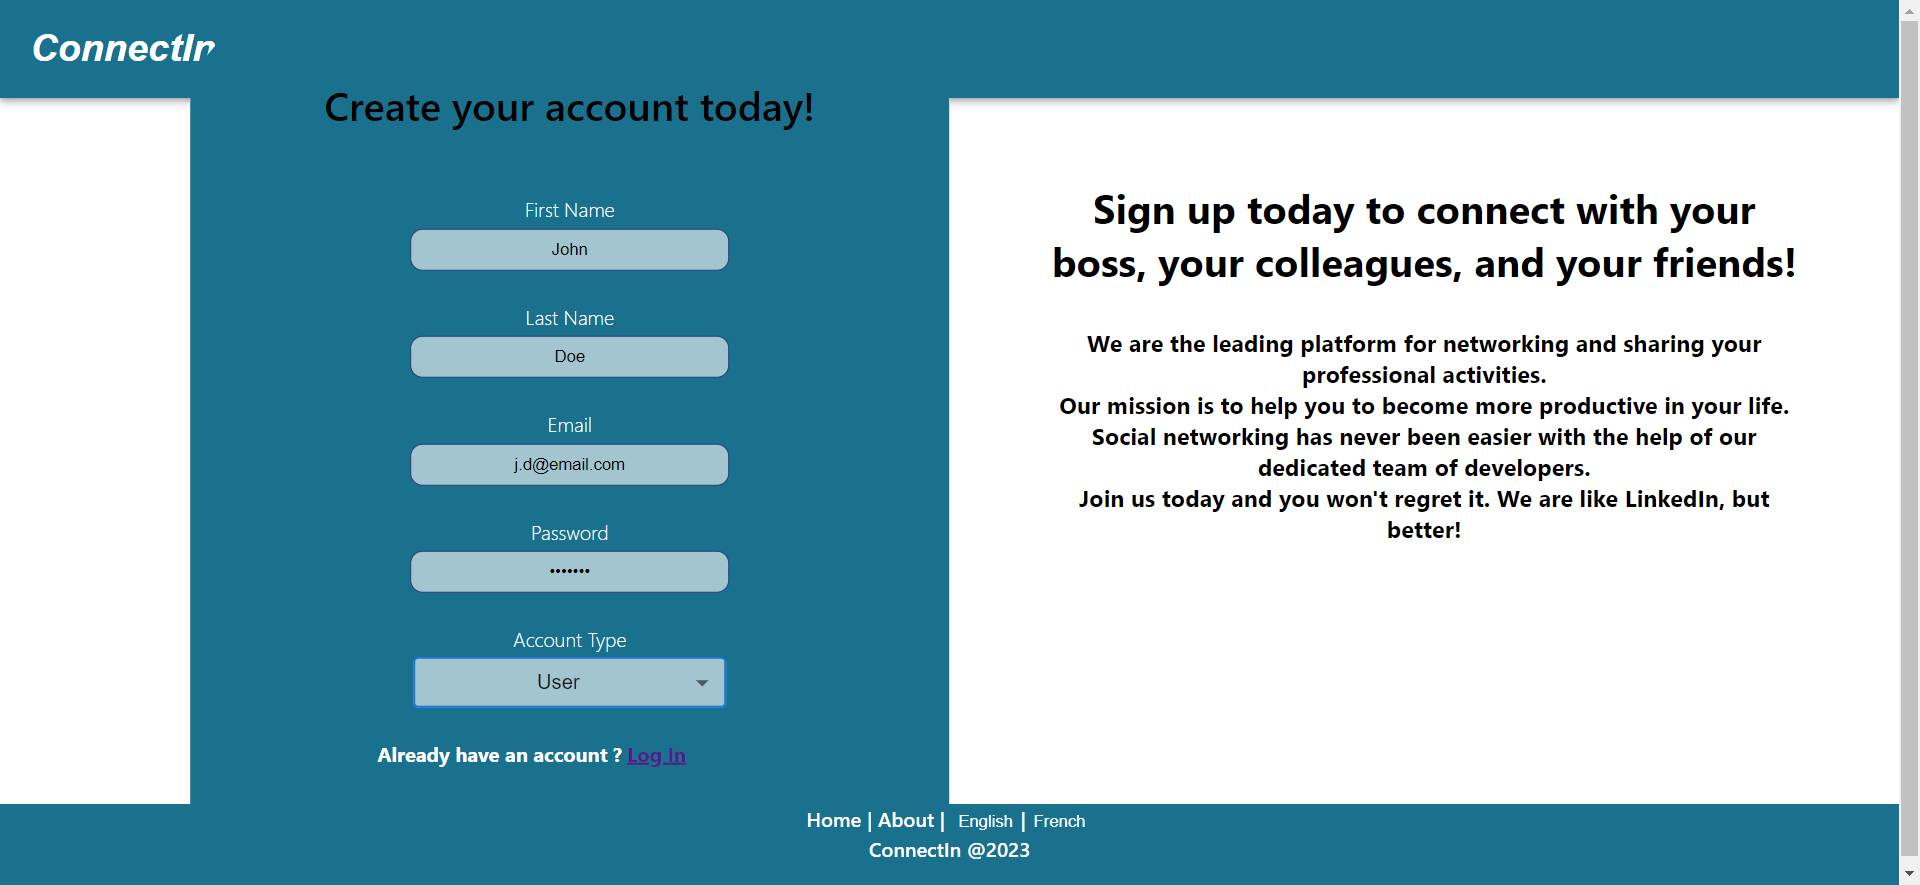 ConnectIn
Create your account today!
First Name
John
Last Name
Doe
Email
j.d@email.com
Password
•••••••
Account Type
User
Already have an account ? Log In
Sign up today to connect with your
boss, your colleagues, and your friends!
We are the leading platform for networking and sharing your
professional activities.
Our mission is to help you to become more productive in your life.
Social networking has never been easier with the help of our
dedicated team of developers.
Join us today and you won't regret it. We are like LinkedIn, but
better!
Home | About | English | French
ConnectIn @2023